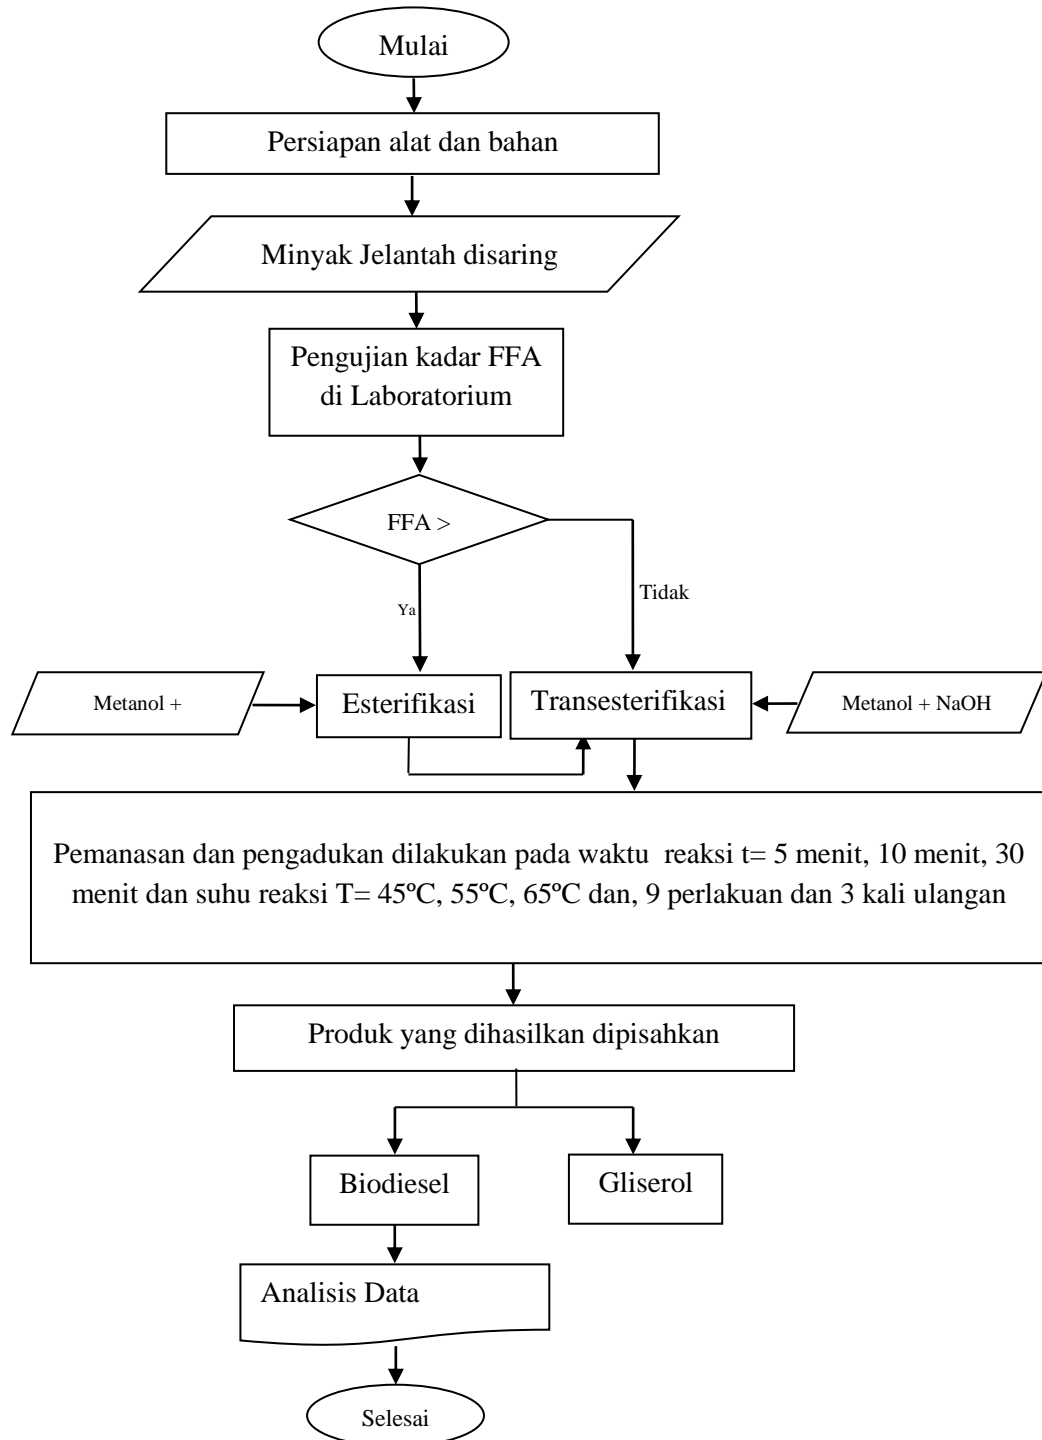 Mulai
Persiapan alat dan bahan
Minyak Jelantah disaring
Pengujian kadar FFA
di Laboratorium
FFA >
Ya
Tidak
Metanol +
Esterifikasi
Transesterifikasi
Metanol + NaOH
Pemanasan dan pengadukan dilakukan pada waktu reaksi t= 5 menit, 10 menit, 30
menit dan suhu reaksi T= 45ºC, 55ºC, 65ºC dan, 9 perlakuan dan 3 kali ulangan
Produk yang dihasilkan dipisahkan
Biodiesel
Gliserol
Analisis Data
Selesai